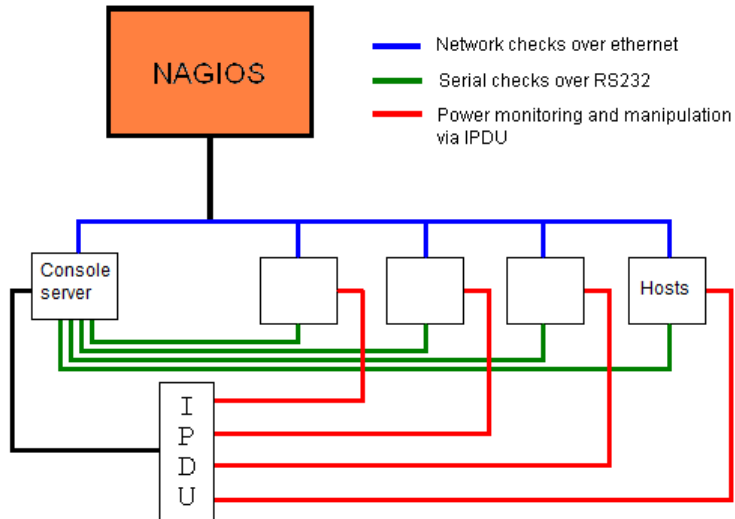 NAGIOS
Network checks over ethernet
Serial checks over RS232
Power monitoring and manipulation
via IPDU
Console
server
Hosts
I
P
D
U